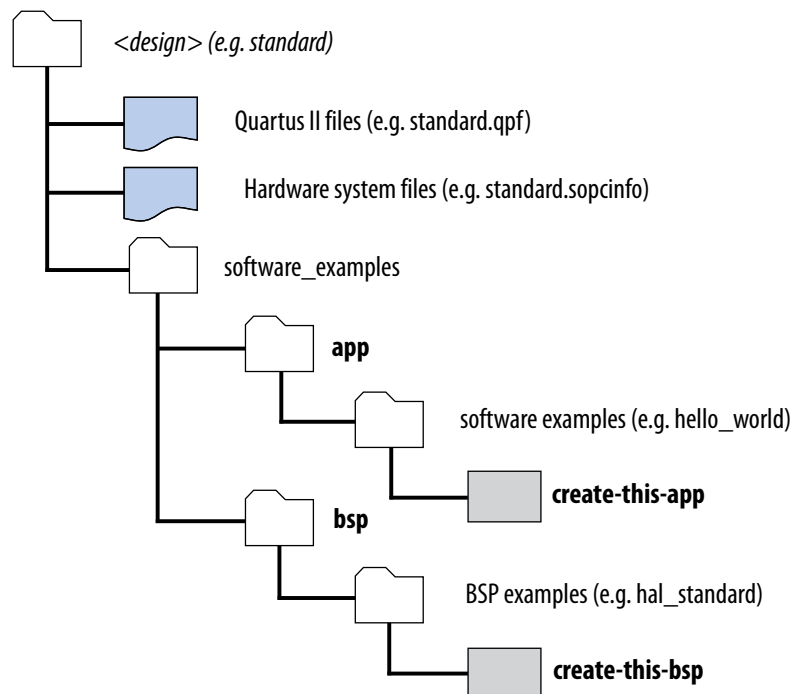 <design> (e.g. standard)
Quartus II files (e.g. standard.qpf)
Hardware system files (e.g. standard.sopcinfo)
software_examples
app
software examples (e.g. hello_world)
create-this-app
bsp
BSP examples (e.g. hal_standard)
create-this-bsp